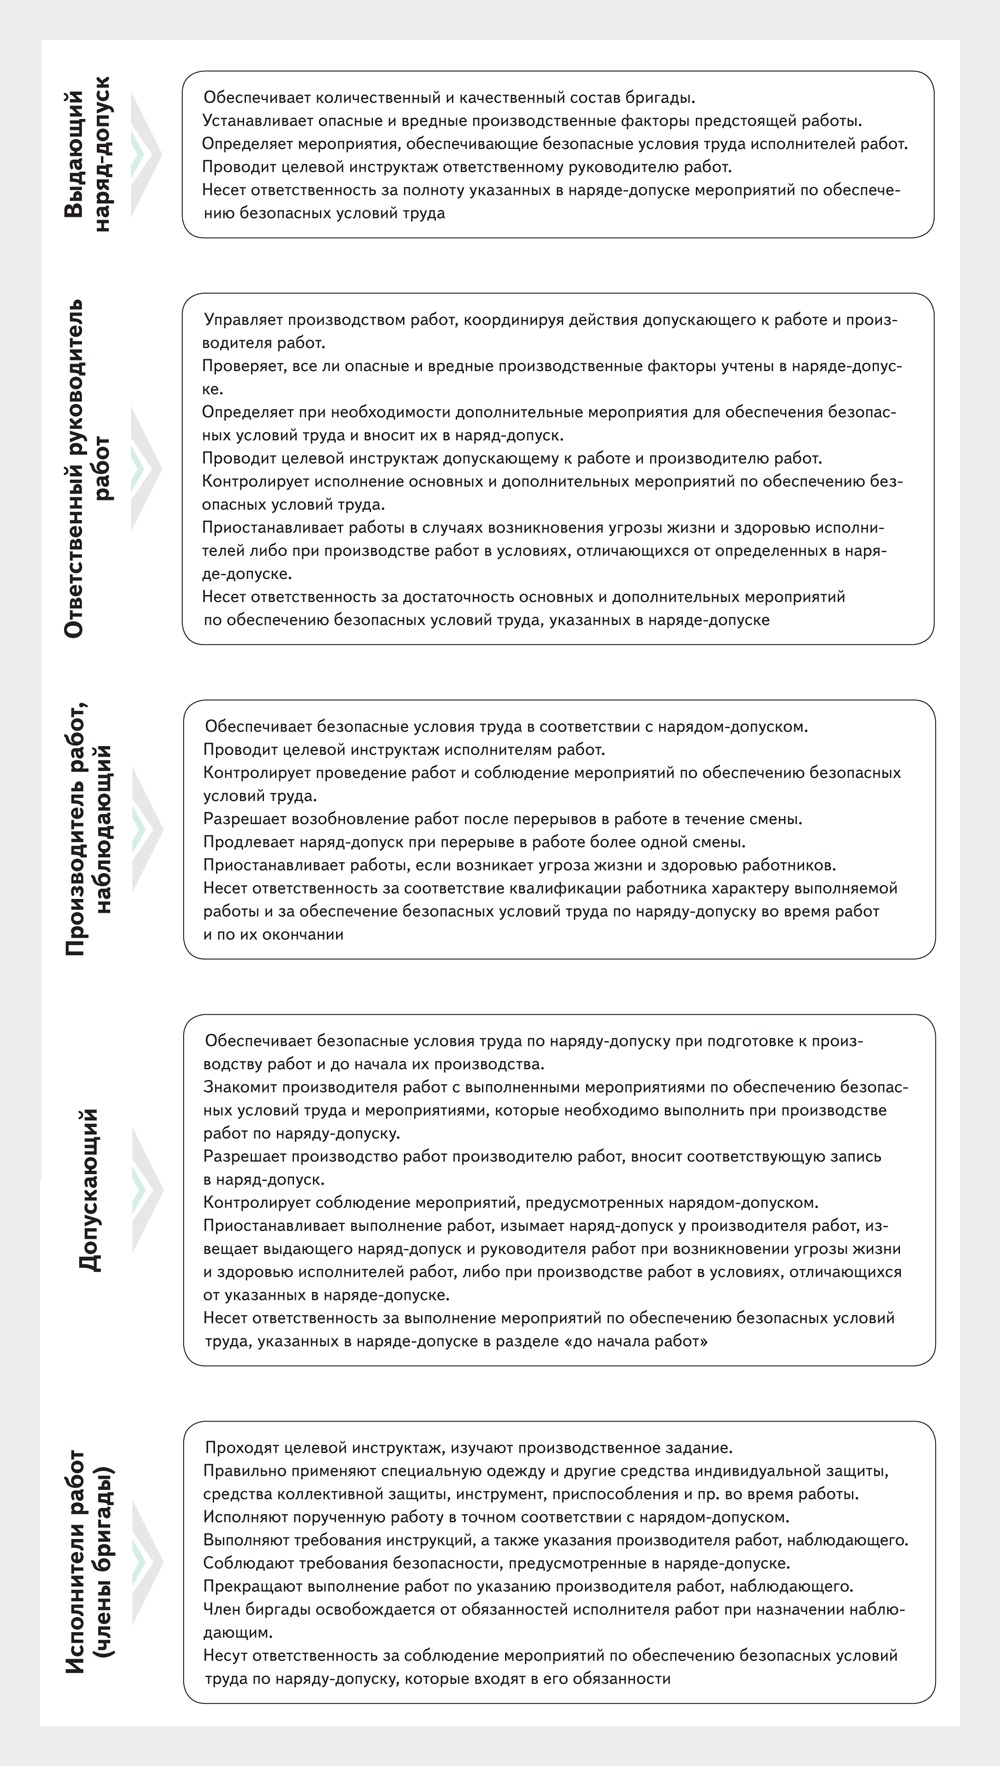 Выдающий
наряд-допуск
Обеспечивает количественный и качественный состав бригады.
Устанавливает опасные и вредные производственные факторы предстоящей работы.
Определяет мероприятия, обеспечивающие безопасные условия труда исполнителей работ.
Проводит целевой инструктаж ответственному руководителю работ.
Несет ответственность за полноту указанных в наряде-допуске мероприятий по обеспече-
нию безопасных условий труда
Ответственный руководитель
работ
Управляет производством работ, координируя действия допускающего к работе и произ-
водителя работ.
Проверяет, все ли опасные и вредные производственные факторы учтены в наряде-допус-
ке.
Определяет при необходимости дополнительные мероприятия для обеспечения безопас-
ных условий труда и вносит их в наряд-допуск.
Проводит целевой инструктаж допускающему к работе и производителю работ.
Контролирует исполнение основных и дополнительных мероприятий по обеспечению без-
опасных условий труда.
Приостанавливает работы в случаях возникновения угрозы жизни и здоровью исполни-
телей либо при производстве работ в условиях, отличающихся от определенных в наря-
де-допуске.
Несет ответственность за достаточность основных и дополнительных мероприятий
по обеспечению безопасных условий труда, указанных в наряде-допуске
Производитель работ,
наблюдающий
Обеспечивает безопасные условия труда в соответствии с нарядом-допуском.
Проводит целевой инструктаж исполнителям работ.
Контролирует проведение работ и соблюдение мероприятий по обеспечению безопасных
условий труда.
Разрешает возобновление работ после перерывов в работе в течение смены.
Продлевает наряд-допуск при перерыве в работе более одной смены.
Приостанавливает работы, если возникает угроза жизни и здоровью работников.
Несет ответственность за соответствие квалификации работника характеру выполняемой
работы и за обеспечение безопасных условий труда по наряду-допуску во время работ
и по их окончании
Допускающий
Обеспечивает безопасные условия труда по наряду-допуску при подготовке к произ-
водству работ и до начала их производства.
Знакомит производителя работ с выполненными мероприятиями по обеспечению безопас-
ных условий труда и мероприятиями, которые необходимо выполнить при производстве
работ по наряду-допуску.
Разрешает производство работ производителю работ, вносит соответствующую запись
в наряд-допуск.
Контролирует соблюдение мероприятий, предусмотренных нарядом-допуском.
Приостанавливает выполнение работ, изымает наряд-допуск у производителя работ, из-
вещает выдающего наряд-допуск и руководителя работ при возникновении угрозы жизни
и здоровью исполнителей работ, либо при производстве работ в условиях, отличающихся
от указанных в наряде-допуске.
Несет ответственность за выполнение мероприятий по обеспечению безопасных условий
труда, указанных в наряде-допуске в разделе «до начала работ»
Исполнители работ
(члены бригады)
Проходят целевой инструктаж, изучают производственное задание.
Правильно применяют специальную одежду и другие средства индивидуальной защиты,
средства коллективной защиты, инструмент, приспособления и пр. во время работы.
Исполняют порученную работу в точном соответствии с нарядом-допуском.
Выполняют требования инструкций, а также указания производителя работ, наблюдающего.
Соблюдают требования безопасности, предусмотренные в наряде-допуске.
Прекращают выполнение работ по указанию производителя работ, наблюдающего.
Член биргады освобождается от обязанностей исполнителя работ при назначении наблю-
дающим.
Несут ответственность за соблюдение мероприятий по обеспечению безопасных условий
труда по наряду-допуску, которые входят в его обязанности